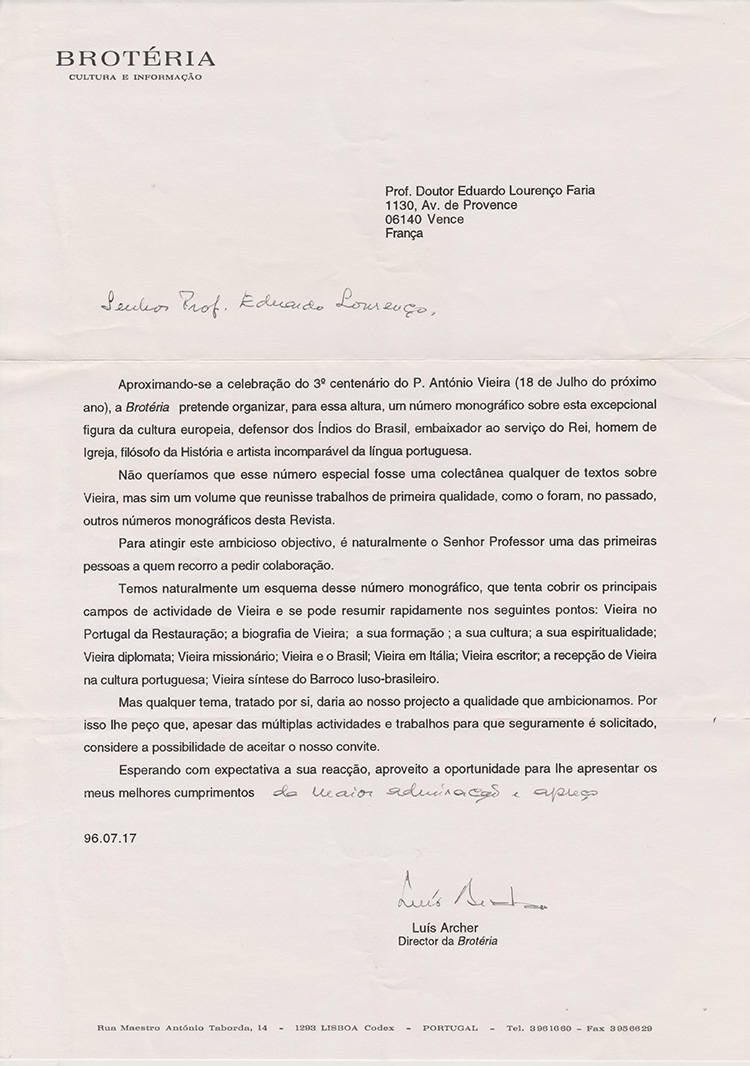 BROTÉRIA
CULTURA E INFORMAÇÃO
Prof. Doutor Eduardo Lourenço Faria
1130, Av. de Provence
06140 Vence
França
Senhor Prof. Eduardo Lourenço,
Aproximando-se a celebração do 3º centenário do P. António Vieira (18 de Julho do próximo
ano), a Brotéria pretende organizar, para essa altura, um número monográfico sobre esta excepcional
figura da cultura europeia, defensor dos Índios do Brasil, embaixador ao serviço do Rei, homem de
Igreja, filósofo da História e artista incomparável da língua portuguesa.
Não queríamos que esse número especial fosse uma colectânea qualquer de textos sobre
Vieira, mas sim um volume que reunisse trabalhos de primeira qualidade, como o foram, no passado,
outros números monográficos desta Revista.
Para atingir este ambicioso objectivo, é naturalmente o Senhor Professor uma das primeiras
pessoas a quem recorro a pedir colaboração.
Temos naturalmente um esquema desse número monográfico, que tenta cobrir os principais
campos de actividade de Vieira e se pode resumir rapidamente nos seguintes pontos: Vieira no
Portugal da Restauração; a biografia de Vieira; a sua formação ; a sua cultura; a sua espiritualidade;
Vieira diplomata; Vieira missionário; Vieira e o Brasil; Vieira em Itália; Vieira escritor; a recepção de Vieira
na cultura portuguesa; Vieira síntese do Barroco luso-brasileiro.
Mas qualquer tema, tratado por si, daria ao nosso projecto a qualidade que ambicionamos. Por
isso lhe peço que, apesar das múltiplas actividades e trabalhos para que seguramente é solicitado,
considere a possibilidade de aceitar o nosso convite.
Esperando com expectativa a sua reacção, aproveito a oportunidade para lhe apresentar os
meus melhores cumprimentos da maior admiração e apreço
96.07.17
Luís Archer
Luís Archer
Director da Brotéria
Rua Maestro António Taborda, 14 - 1293 LISBOA Codex - PORTUGAL - Tel. 3961660 - Fax 3956629